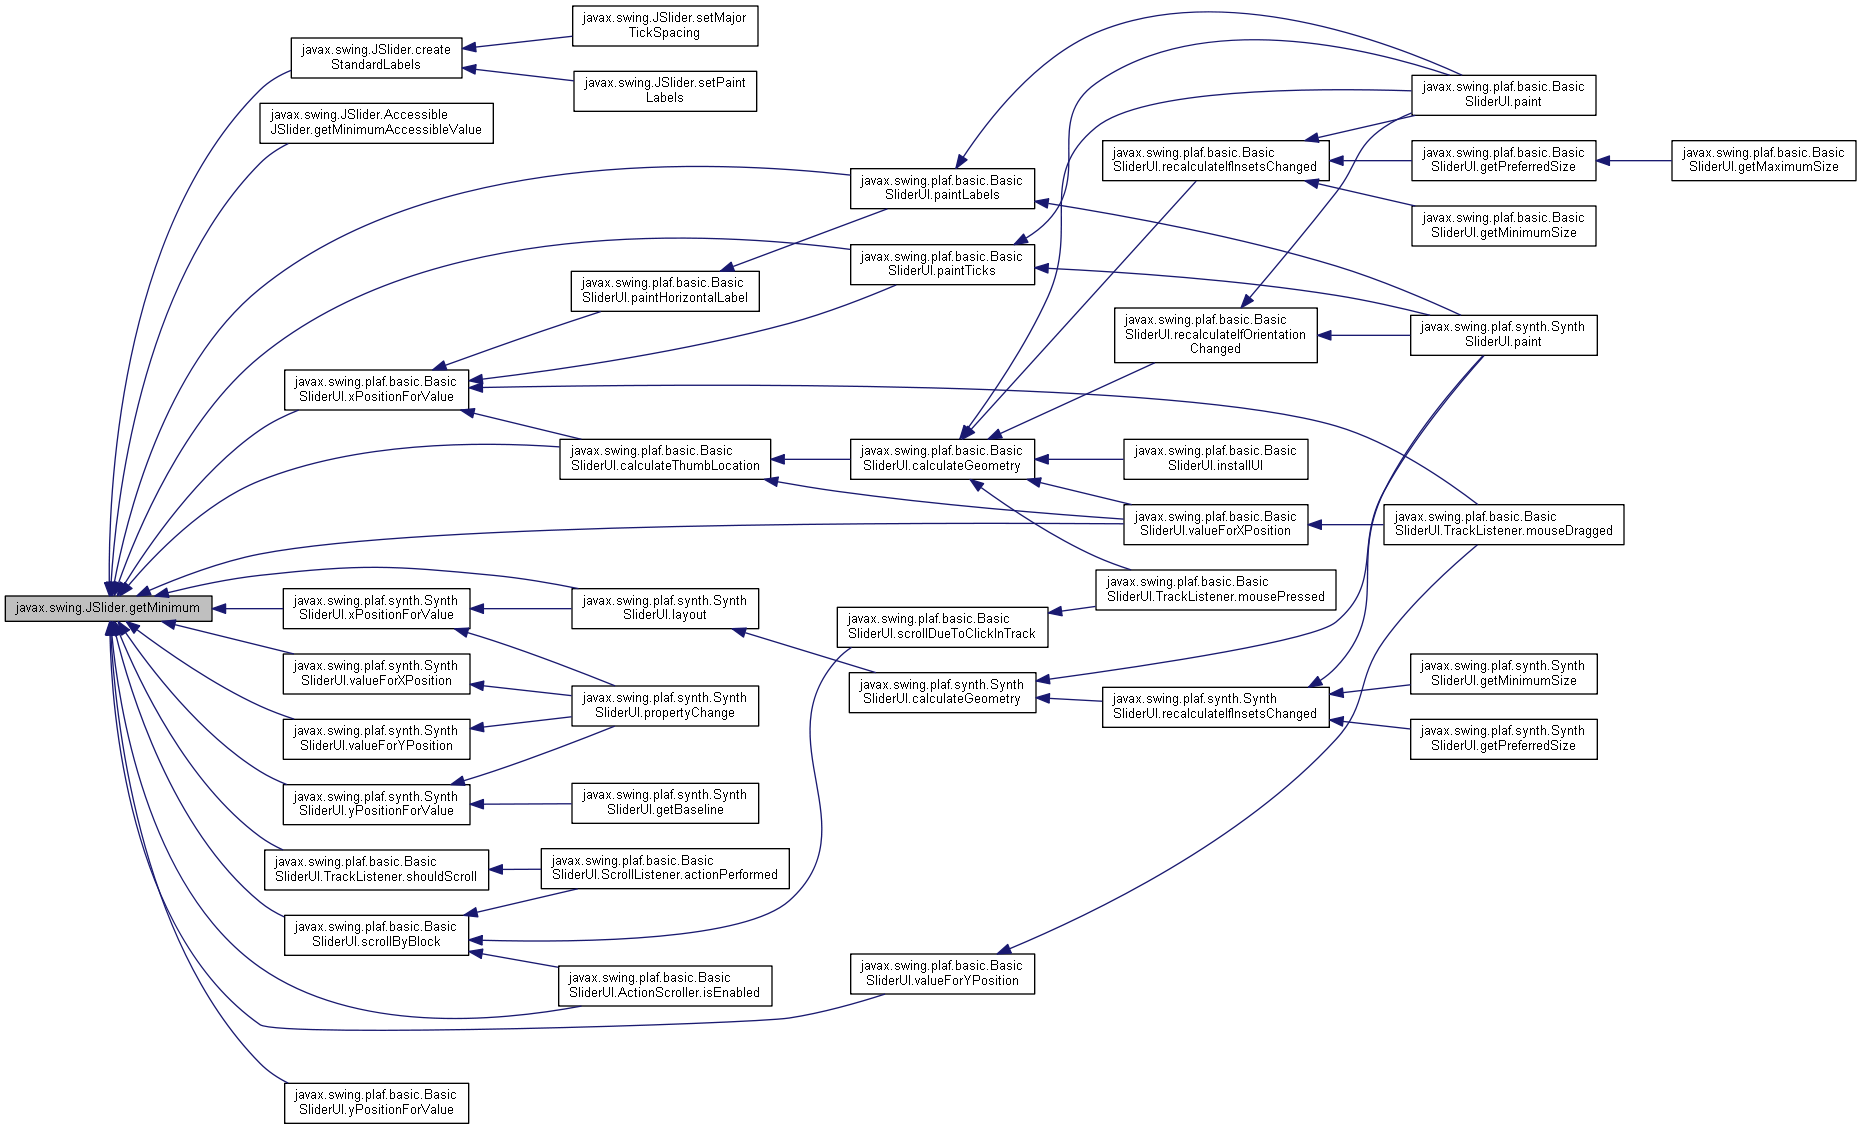 javax.swing.JSlider.getMinimum
javax.swing.JSlider.create
StandardLabels
javax.swing.JSlider.setMajor
TickSpacing
javax.swing.JSlider.setPaint
Labels
javax.swing.JSlider.Accessible
JSlider.getMinimumAccessibleValue
javax.swing.plaf.basic.Basic
SliderUI.paintLabels
javax.swing.plaf.basic.Basic
SliderUI.paint
javax.swing.plaf.basic.Basic
SliderUI.recalculateIfInsetsChanged
javax.swing.plaf.basic.Basic
SliderUI.getPreferredSize
javax.swing.plaf.basic.Basic
SliderUI.getMaximumSize
javax.swing.plaf.basic.Basic
SliderUI.getMinimumSize
javax.swing.plaf.basic.Basic
SliderUI.paintTicks
javax.swing.plaf.basic.Basic
SliderUI.paintHorizontalLabel
javax.swing.plaf.basic.Basic
SliderUI.recalculateIfOrientation
Changed
javax.swing.plaf.synth.Synth
SliderUI.paint
javax.swing.plaf.basic.Basic
SliderUI.xPositionForValue
javax.swing.plaf.basic.Basic
SliderUI.calculateThumbLocation
javax.swing.plaf.basic.Basic
SliderUI.calculateGeometry
javax.swing.plaf.basic.Basic
SliderUI.installUI
javax.swing.plaf.basic.Basic
SliderUI.valueForXPosition
javax.swing.plaf.basic.Basic
SliderUI.TrackListener.mouseDragged
javax.swing.plaf.basic.Basic
SliderUI.TrackListener.mousePressed
javax.swing.plaf.synth.Synth
SliderUI.xPositionForValue
javax.swing.plaf.synth.Synth
SliderUI.layout
javax.swing.plaf.basic.Basic
SliderUI.scrollDueToClickInTrack
javax.swing.plaf.synth.Synth
SliderUI.valueForXPosition
javax.swing.plaf.synth.Synth
SliderUI.propertyChange
javax.swing.plaf.synth.Synth
SliderUI.calculateGeometry
javax.swing.plaf.synth.Synth
SliderUI.recalculateIfInsetsChanged
javax.swing.plaf.synth.Synth
SliderUI.getMinimumSize
javax.swing.plaf.synth.Synth
SliderUI.getPreferredSize
javax.swing.plaf.synth.Synth
SliderUI.valueForYPosition
javax.swing.plaf.synth.Synth
SliderUI.yPositionForValue
javax.swing.plaf.synth.Synth
SliderUI.getBaseline
javax.swing.plaf.basic.Basic
SliderUI.TrackListener.shouldScroll
javax.swing.plaf.basic.Basic
SliderUI.ScrollListener.actionPerformed
javax.swing.plaf.basic.Basic
SliderUI.scrollByBlock
javax.swing.plaf.basic.Basic
SliderUI.ActionScroller.isEnabled
javax.swing.plaf.basic.Basic
SliderUI.valueForYPosition
javax.swing.plaf.basic.Basic
SliderUI.yPositionForValue